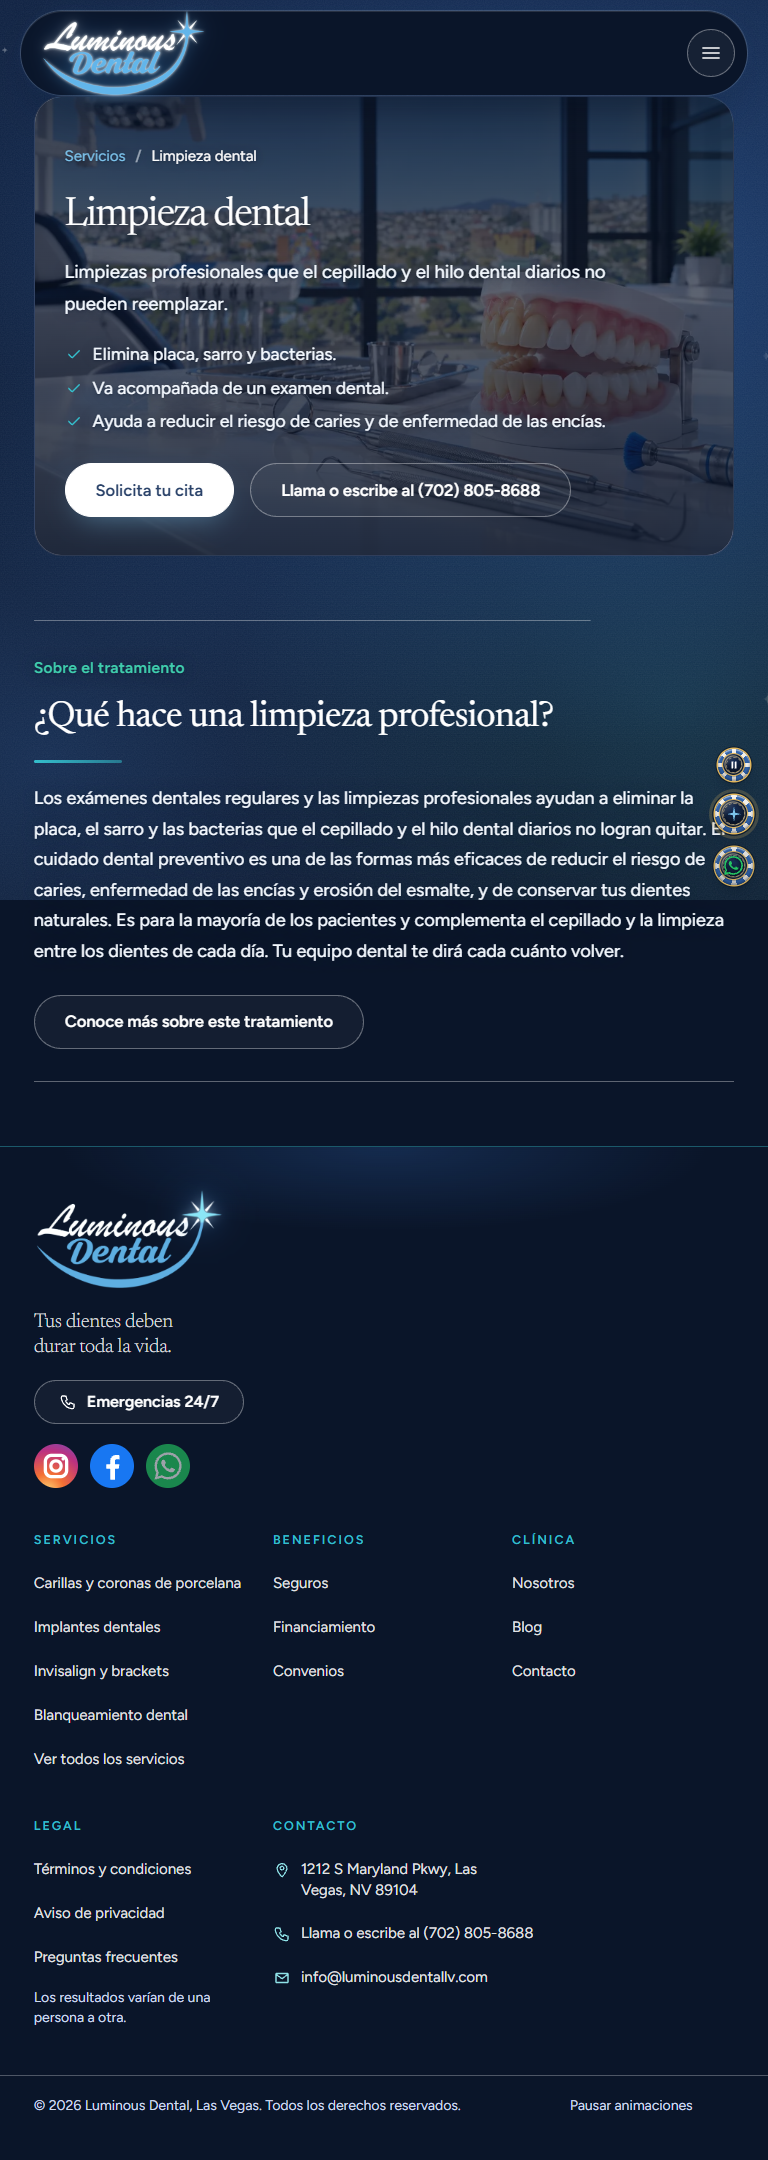 Luminous
Dental
Servicios / Limpieza dental
Limpieza dental
Limpiezas profesionales que el cepillado y el hilo dental diarios no
pueden reemplazar.
Elimina placa, sarro y bacterias.
Va acompañada de un examen dental.
Ayuda a reducir el riesgo de caries y de enfermedad de las encías.
Solicita tu cita
Llama o escribe al (702) 805-8688
Sobre el tratamiento
¿Qué hace una limpieza profesional?
Los exámenes dentales regulares y las limpiezas profesionales ayudan a eliminar la
placa, el sarro y las bacterias que el cepillado y el hilo dental diarios no logran quitar.
cuidado dental preventivo es una de las formas más eficaces de reducir el riesgo de
caries, enfermedad de las encías y erosión del esmalte, y de conservar tus dientes
naturales. Es para la mayoría de los pacientes y complementa el cepillado y la limpieza
entre los dientes de cada día. Tu equipo dental te dirá cada cuánto volver.
Conoce más sobre este tratamiento
Luminous
Dental
Tus dientes deben
durar toda la vida.
Emergencias 24/7
SERVICIOS
Carillas y coronas de porcelana
Implantes dentales
Invisalign y brackets
Blanqueamiento dental
Ver todos los servicios
BENEFICIOS
Seguros
Financiamiento
Convenios
CLÍNICA
Nosotros
Blog
Contacto
LEGAL
Términos y condiciones
Aviso de privacidad
Preguntas frecuentes
Los resultados varían de una
persona a otra.
CONTACTO
1212 S Maryland Pkwy, Las
Vegas, NV 89104
Llama o escribe al (702) 805-8688
info@luminousdentallv.com
© 2026 Luminous Dental, Las Vegas. Todos los derechos reservados.
Pausar animaciones